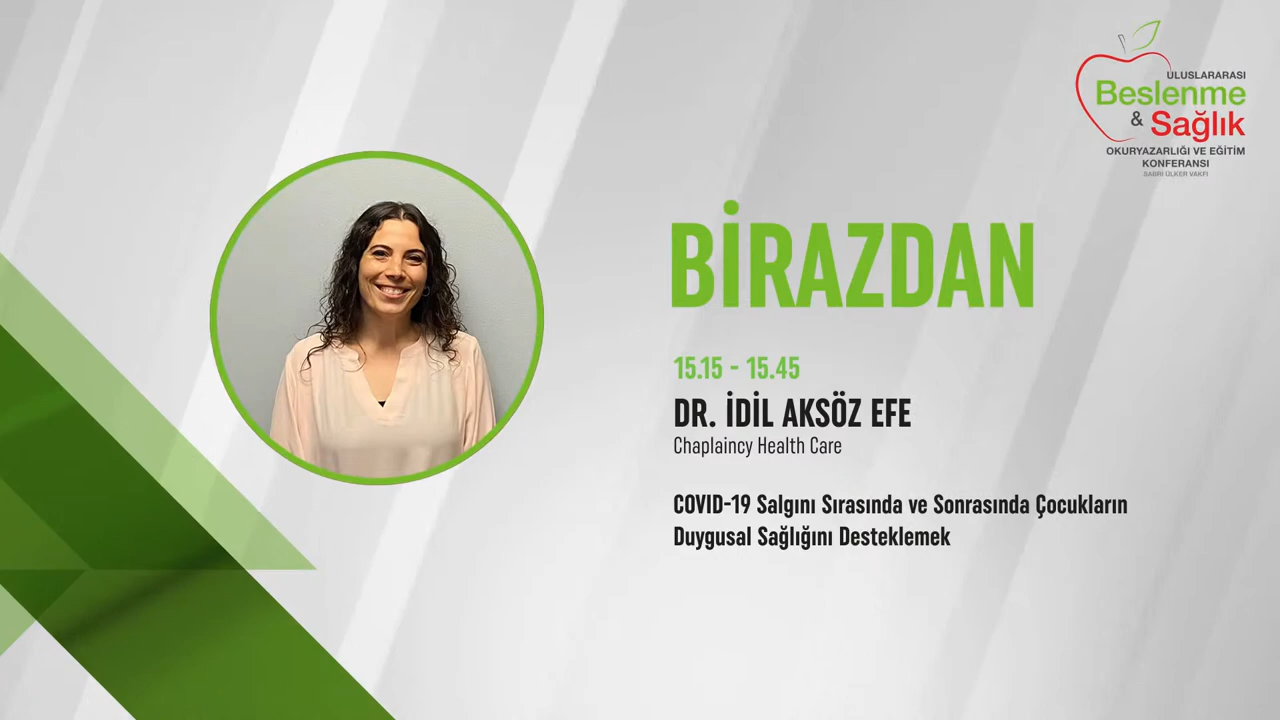 ULUSLARARASI
Beslenme
& Sağlık
OKURYAZARLIĞI VE EĞİTİM
KONFERANSI
SABRİ ÜLKER VAKFI
BİRAZDAN
15.15 - 15.45
DR. İDİL AKSÖZ EFE
Chaplaincy Health Care
COVID-19 Salgını Sırasında ve Sonrasında Çocukların
Duygusal Sağlığını Desteklemek